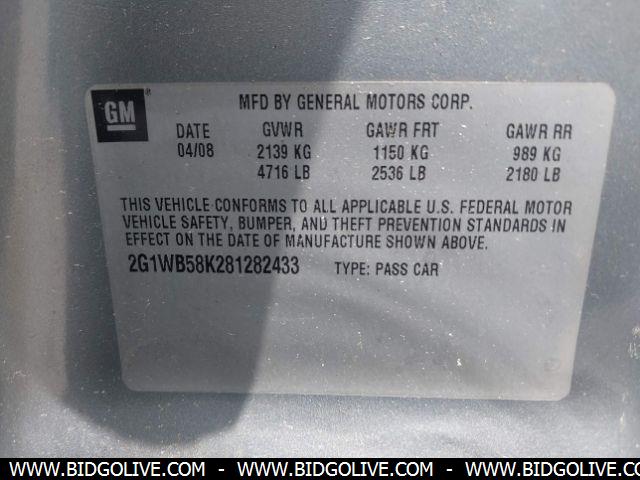 GM
MFD BY GENERAL MOTORS CORP.
DATE GVWR GAWR FRT GAWR RR
04/08 2139 KG 1150 KG 989 KG
4716 LB 2536 LB 2180 LB
THIS VEHICLE CONFORMS TO ALL APPLICABLE U.S. FEDERAL MOTOR
VEHICLE SAFETY, BUMPER, AND THEFT PREVENTION STANDARDS IN
EFFECT ON THE DATE OF MANUFACTURE SHOWN ABOVE.
2G1WB58K281282433 TYPE: PASS CAR
WWW.BIDGOLIVE.COM - WWW.BIDGOLIVE.COM - WWW.BIDGOLIVE.COM